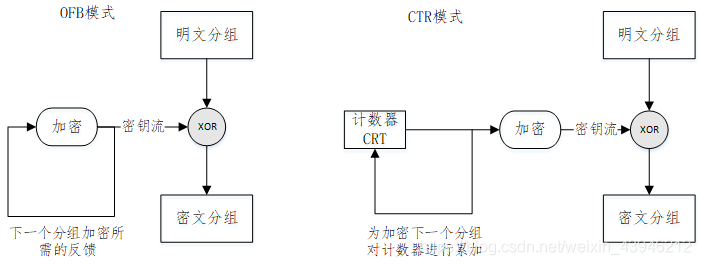 OFB模式
明文分组
加密
密钥流
XOR
密文分组
下一个分组加密所
需的反馈
CTR模式
明文分组
计数器
CRT
加密
密钥流
XOR
密文分组
为加密下一个分组
对计数器进行累加
blog.csdn.net/weixin_43946212